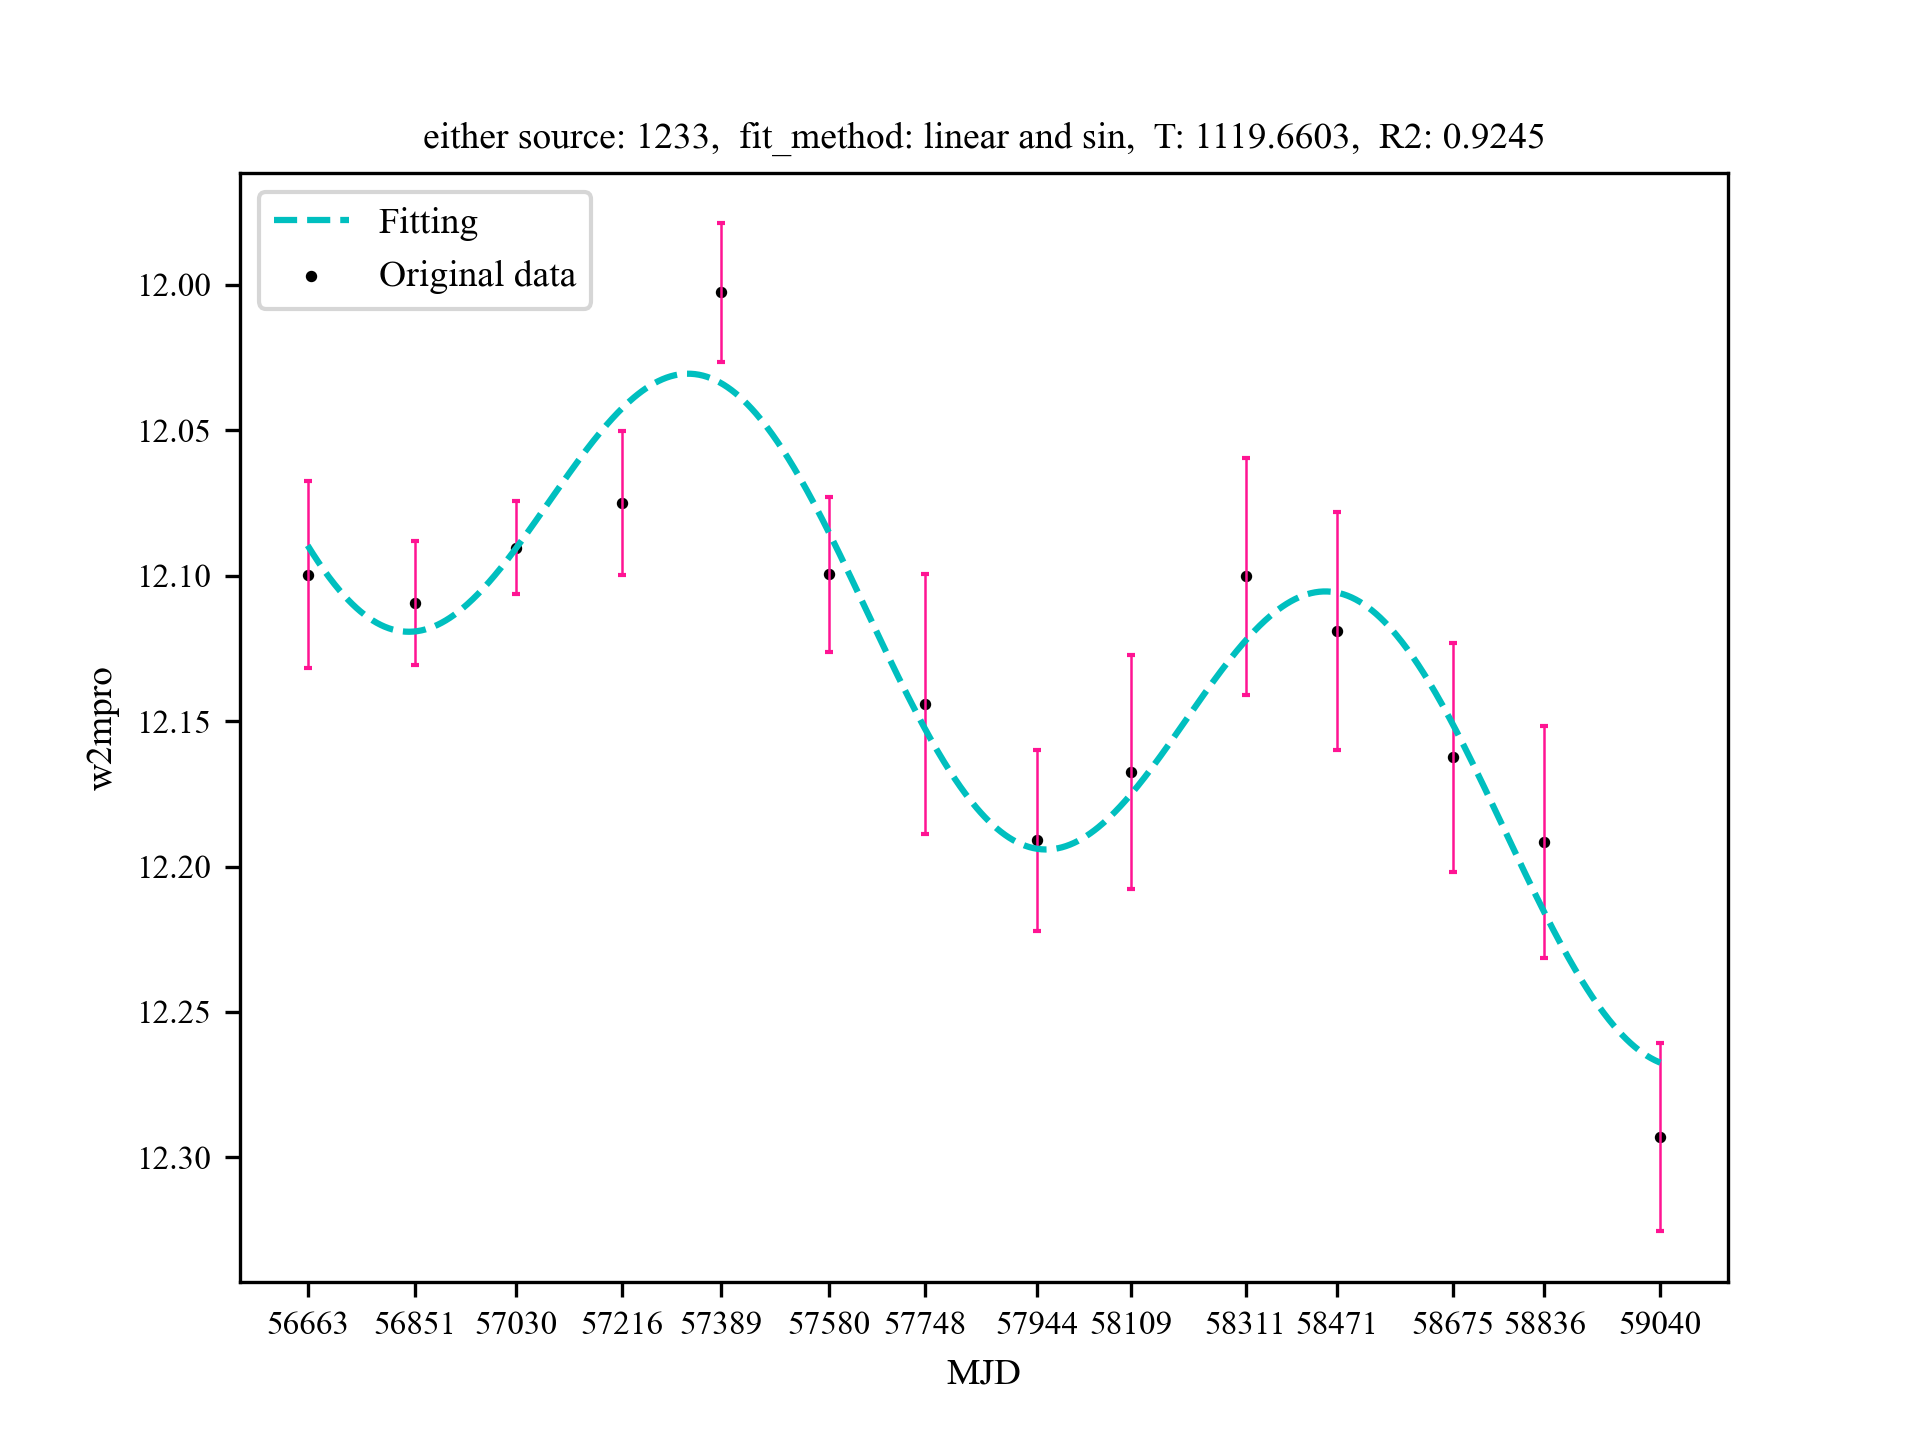 either source: 1233,  fit_method: linear and sin,  T: 1119.6603,  R2: 0.9245
Fitting
Original data
12.00
12.05
12.10
12.15
12.20
12.25
12.30
w2mpro
56663 56851 57030 57216 57389 57580 57748 57944 58109 58311 58471 58675 58836 59040
MJD